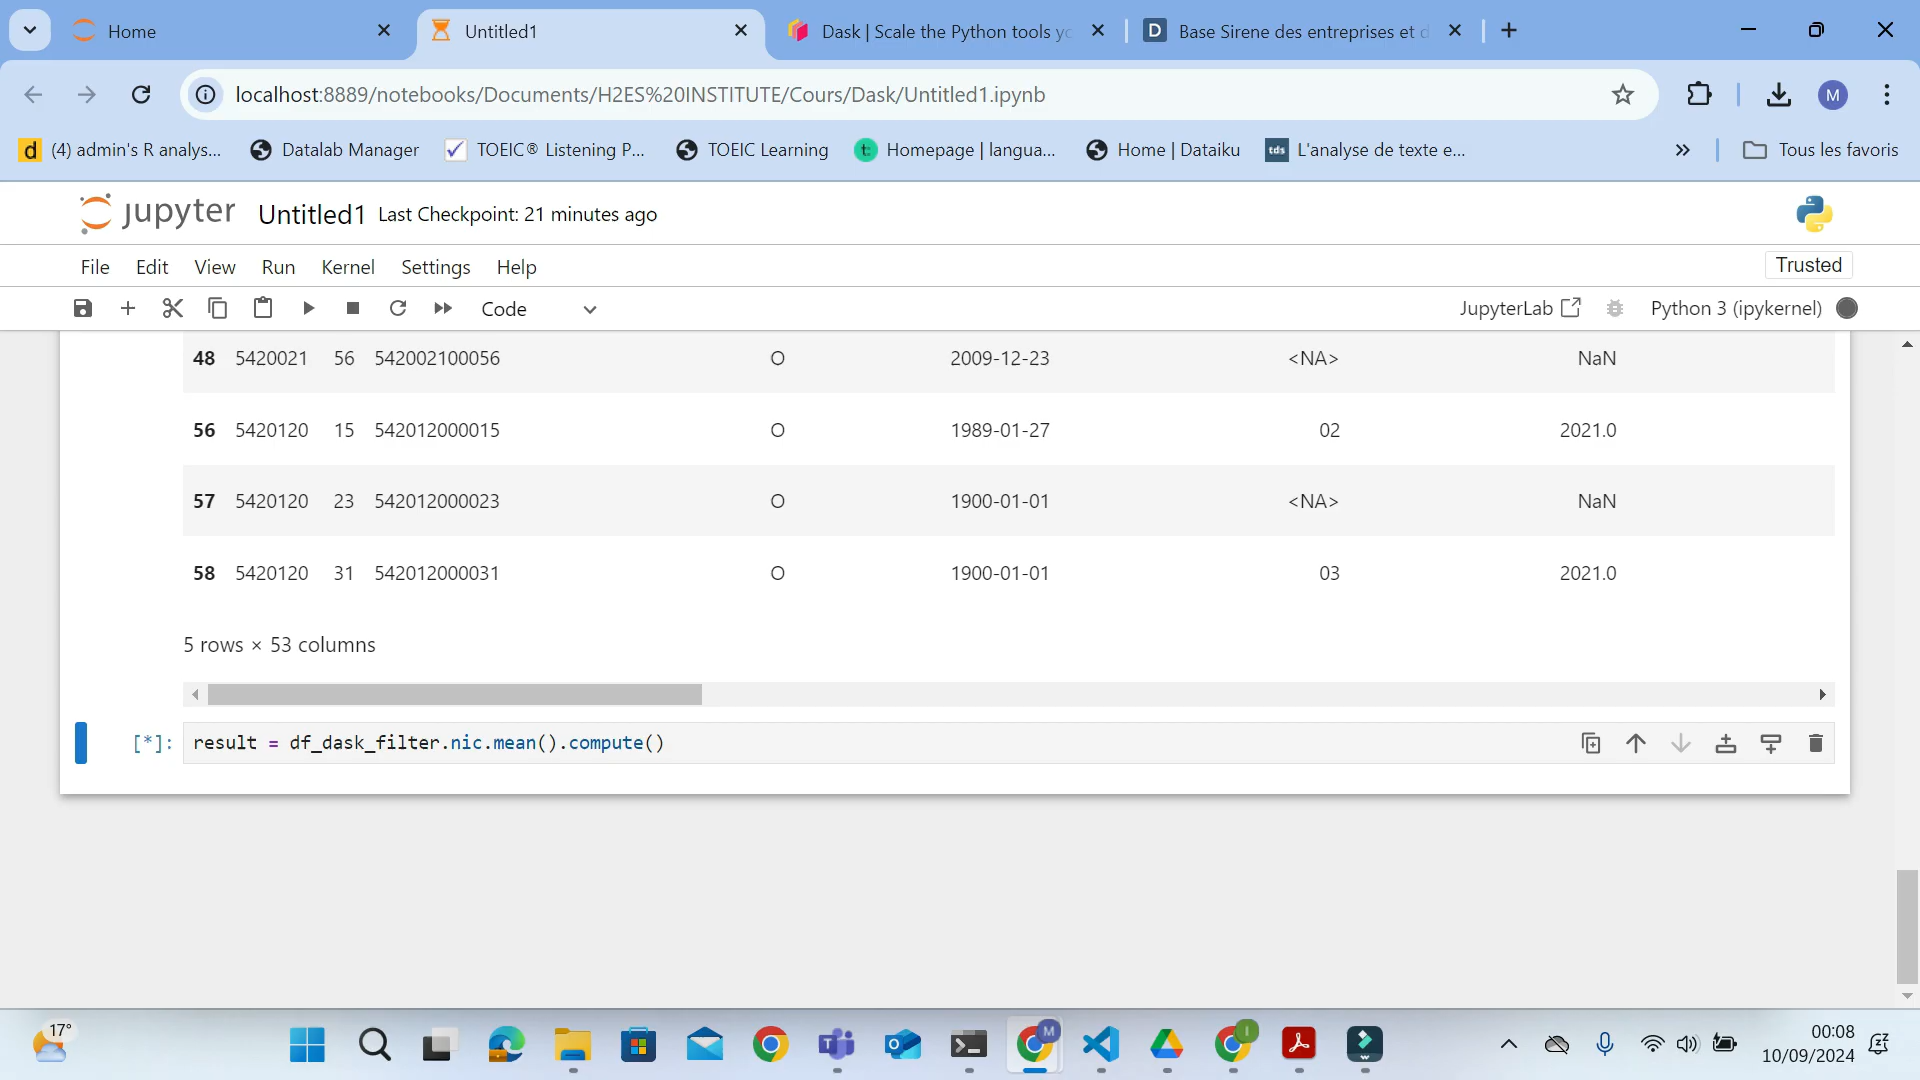 Home
Untitled1
Dask | Scale the Python tools yo
D
Base Sirene des entreprises et d
localhost:8889/notebooks/Documents/H2ES%20INSTITUTE/Cours/Dask/Untitled1.ipynb
M
d (4) admin's R analys...
Datalab Manager
TOEIC® Listening P...
TOEIC Learning
t Homepage | langua...
Home | Dataiku
tds L'analyse de texte e...
»
Tous les favoris
jupyter Untitled1 Last Checkpoint: 21 minutes ago
File Edit View Run Kernel Settings Help
Trusted
Code
JupyterLab
Python 3 (ipykernel)
48 5420021 56 542002100056 O 2009-12-23 <NA> NaN
56 5420120 15 542012000015 O 1989-01-27 02 2021.0
57 5420120 23 542012000023 O 1900-01-01 <NA> NaN
58 5420120 31 542012000031 O 1900-01-01 03 2021.0
5 rows × 53 columns
[*]: result = df_dask_filter.nic.mean().compute()
17°
M
I
00:08
10/09/2024